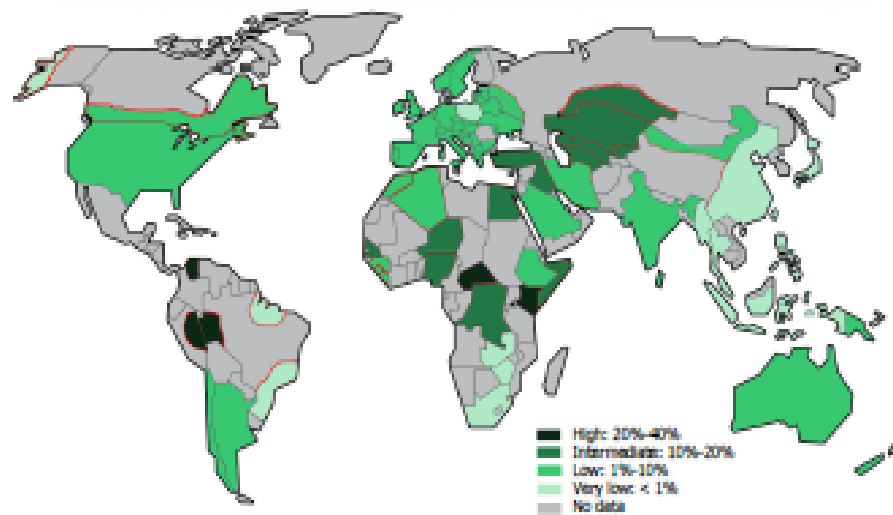 High: 20%-40%
Intermediate: 10%-20%
Low: 1%-10%
Very low: < 1%
No data